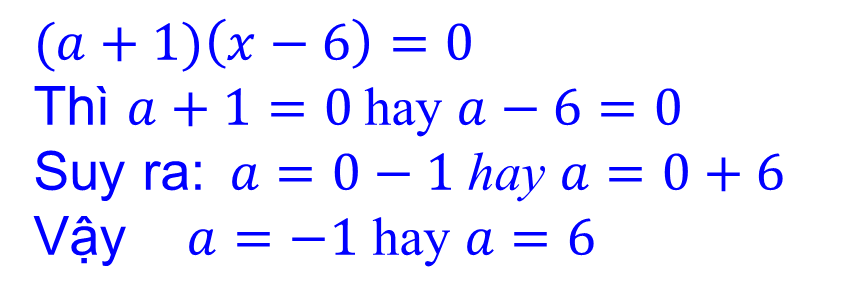 (a + 1)(x − 6) = 0
Thì a + 1 = 0 hay a − 6 = 0
Suy ra: a = 0 − 1 hay a = 0 + 6
Vậy a = −1 hay a = 6